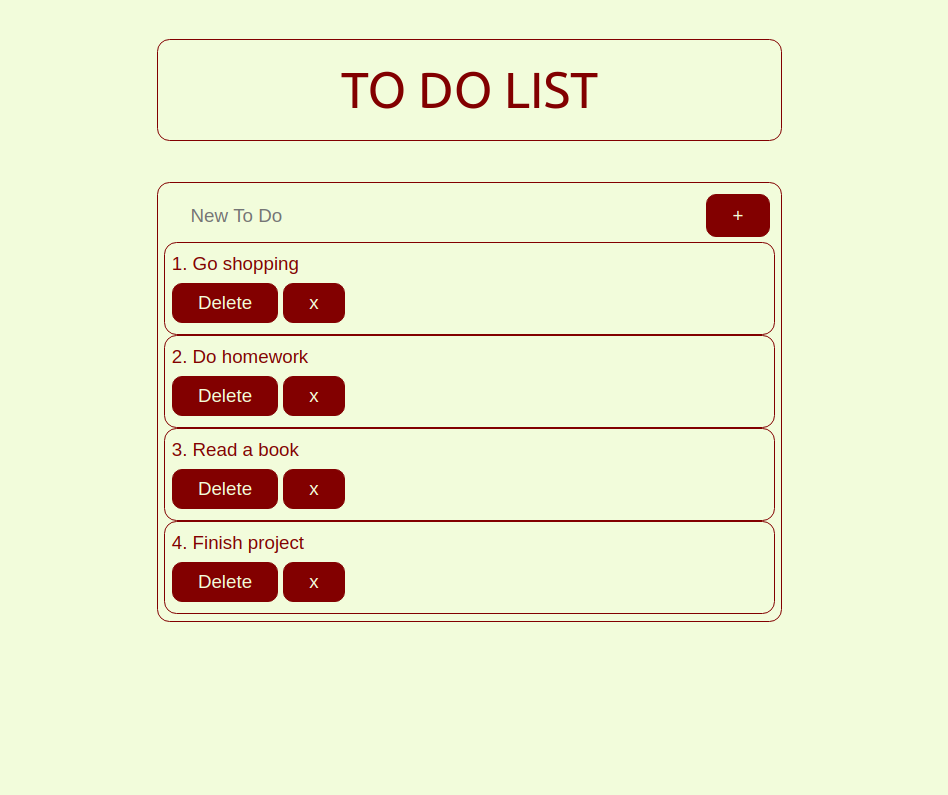 TO DO LIST
New To Do +
1. Go shopping
Delete x
2. Do homework
Delete x
3. Read a book
Delete x
4. Finish project
Delete x